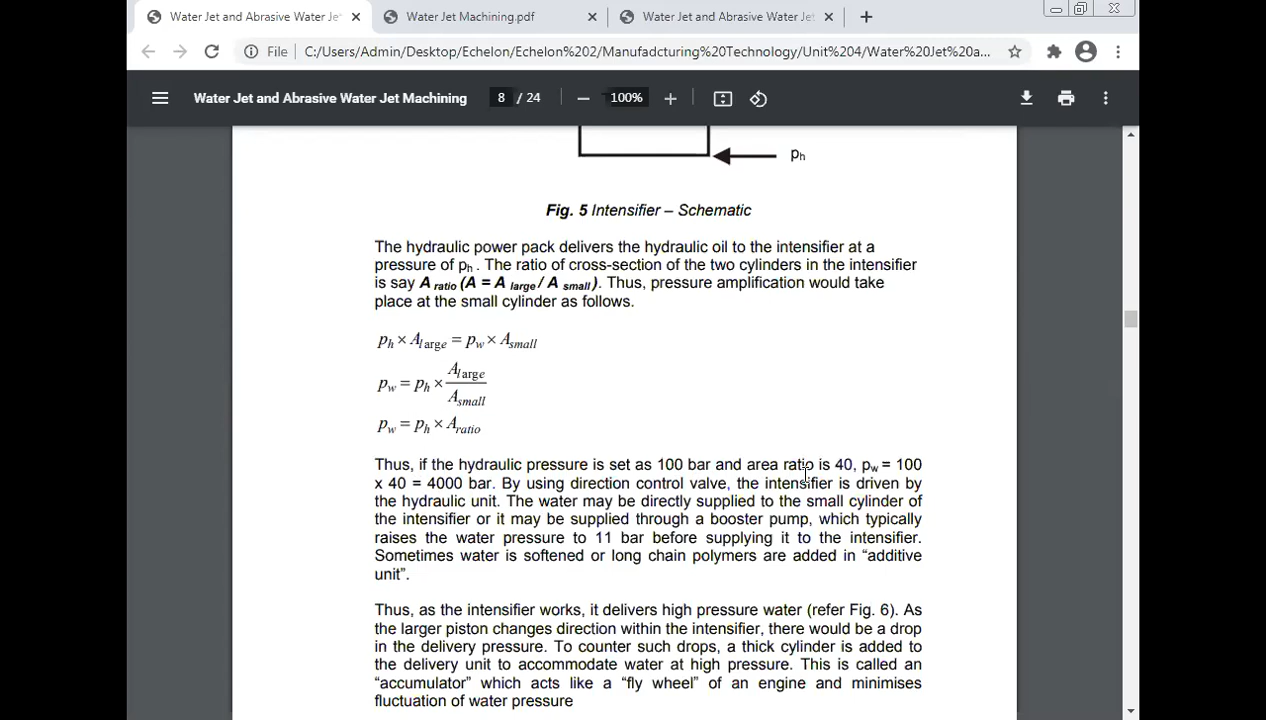 Water Jet and Abrasive Water Je
Water Jet Machining.pdf
Water Jet and Abrasive Water Jet
File C:/Users/Admin/Desktop/Echelon/Echelon%202/Manufadcturing%20Technology/Unit%204/Water%20Jet%20a...
Water Jet and Abrasive Water Jet Machining 8 / 24 100%
ph
Fig. 5 Intensifier – Schematic
The hydraulic power pack delivers the hydraulic oil to the intensifier at a
pressure of ph . The ratio of cross-section of the two cylinders in the intensifier
is say A ratio (A = A large / A small). Thus, pressure amplification would take
place at the small cylinder as follows.
ph × Alarge = pw × Asmall
pw = ph × Alarge / Asmall
pw = ph × Aratio
Thus, if the hydraulic pressure is set as 100 bar and area ratio is 40, pw = 100
x 40 = 4000 bar. By using direction control valve, the intensifier is driven by
the hydraulic unit. The water may be directly supplied to the small cylinder of
the intensifier or it may be supplied through a booster pump, which typically
raises the water pressure to 11 bar before supplying it to the intensifier.
Sometimes water is softened or long chain polymers are added in “additive
unit”.
Thus, as the intensifier works, it delivers high pressure water (refer Fig. 6). As
the larger piston changes direction within the intensifier, there would be a drop
in the delivery pressure. To counter such drops, a thick cylinder is added to
the delivery unit to accommodate water at high pressure. This is called an
“accumulator” which acts like a “fly wheel” of an engine and minimises
fluctuation of water pressure